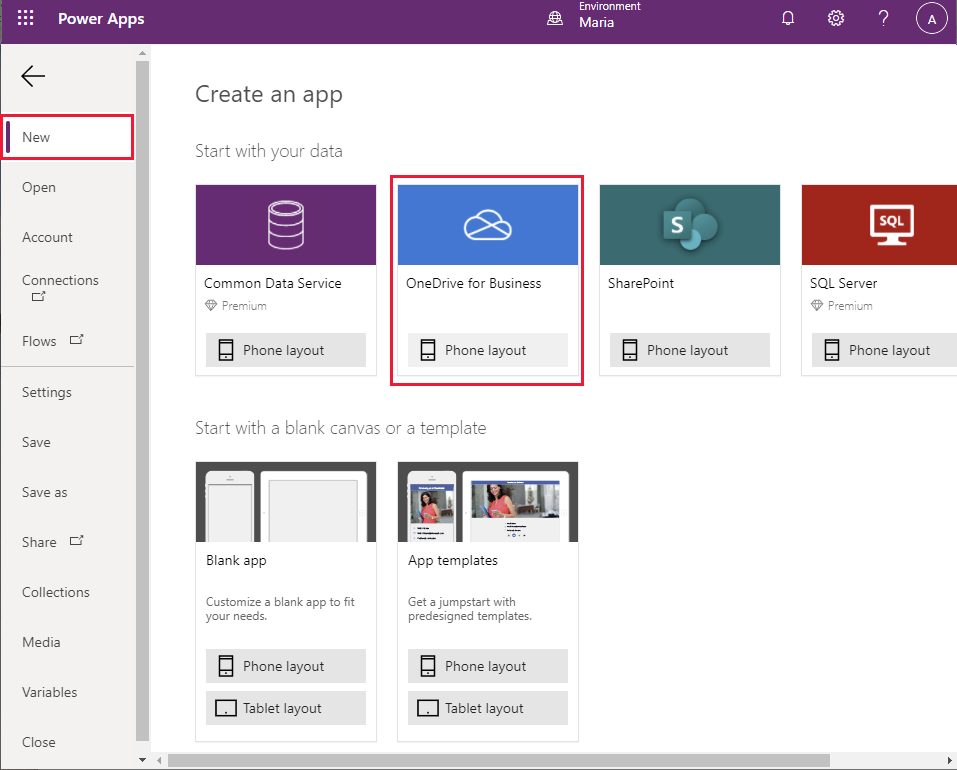 Power Apps
Environment
Maria
?
A
New
Open
Account
Connections
Flows
Settings
Save
Save as
Share
Collections
Media
Variables
Close
Create an app
Start with your data
S
SQL
Common Data Service
Premium
Phone layout
OneDrive for Business
Phone layout
SharePoint
Phone layout
SQL Server
Premium
Phone layout
Start with a blank canvas or a template
Blank app
Customize a blank app to fit
your needs.
Phone layout
Tablet layout
App templates
Get a jumpstart with
predesigned templates.
Phone layout
Tablet layout